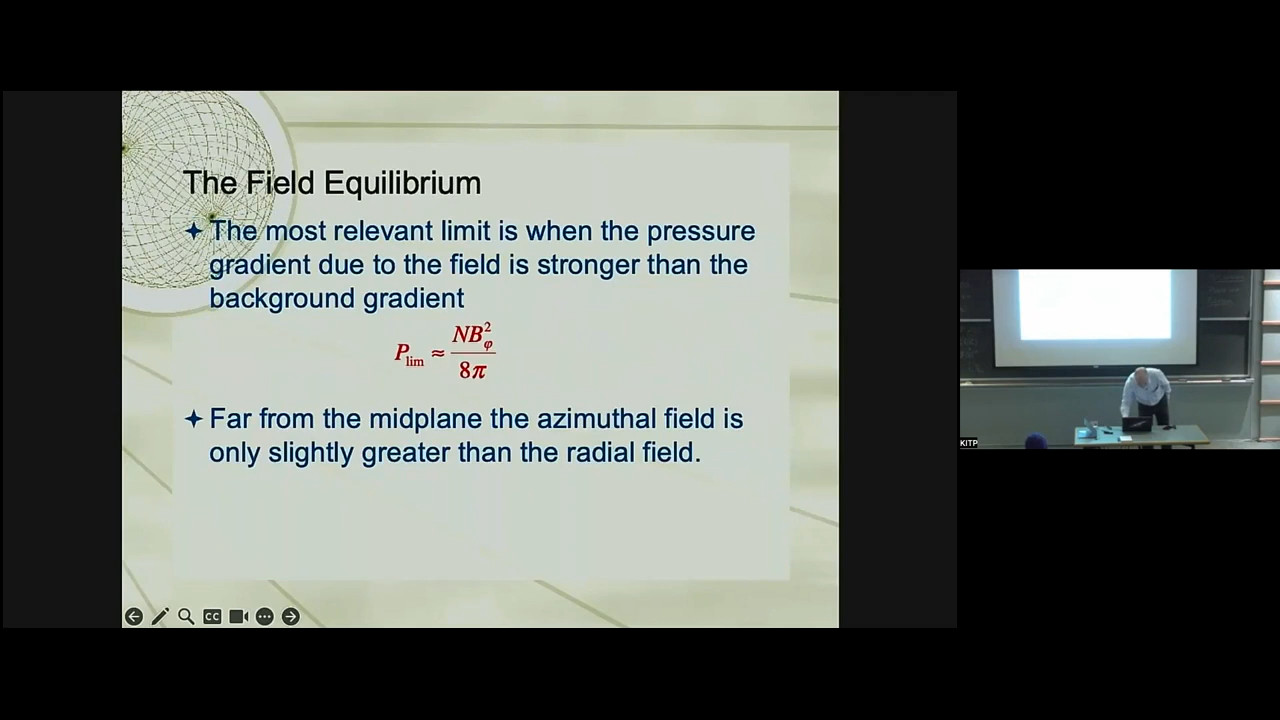 The Field Equilibrium
✦ The most relevant limit is when the pressure
gradient due to the field is stronger than the
background gradient
P_lim ≈ NB_φ^2 / 8π
✦ Far from the midplane the azimuthal field is
only slightly greater than the radial field.
CC
KITP